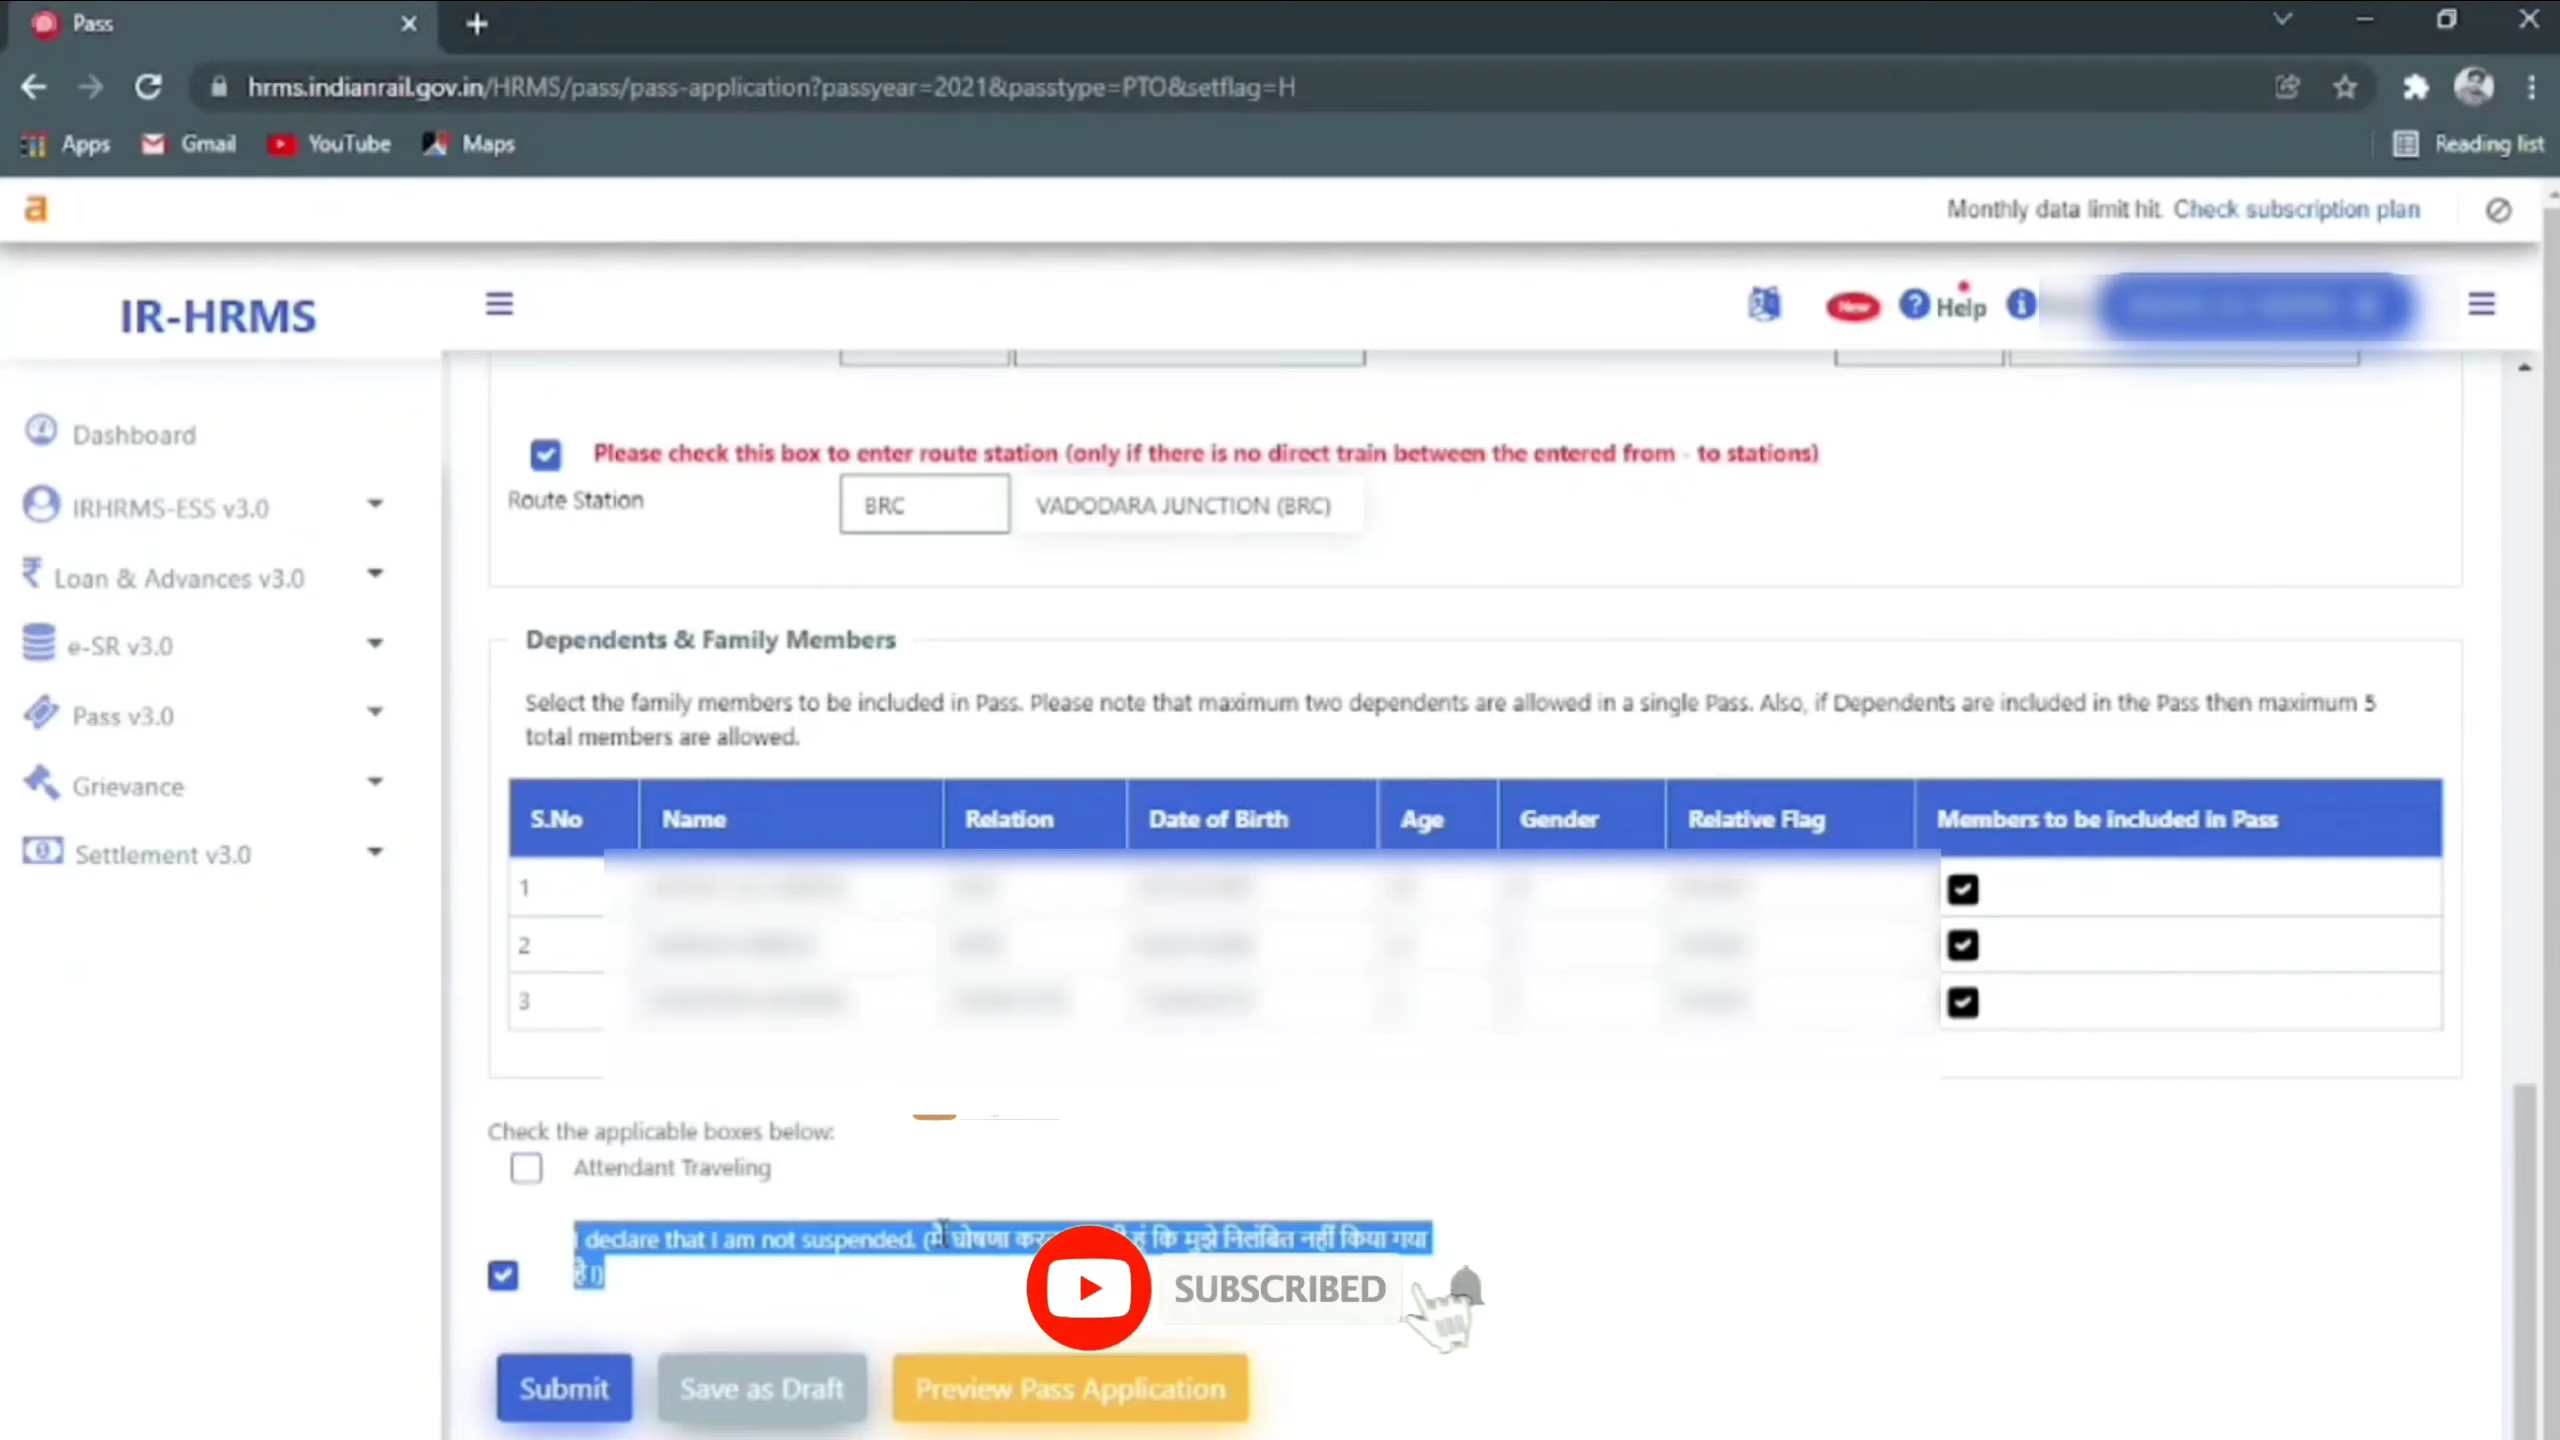 Pass
hrms.indianrail.gov.in/HRMS/pass/pass-application?passyear=2021&passtype=PTO&setflag=H
Apps Gmail YouTube Maps Reading list
a Monthly data limit hit. Check subscription plan
IR-HRMS New Help
Dashboard
IRHRMS-ESS v3.0
Loan & Advances v3.0
e-SR v3.0
Pass v3.0
Grievance
Settlement v3.0
Please check this box to enter route station (only if there is no direct train between the entered from - to stations)
Route Station BRC VADODARA JUNCTION (BRC)
Dependents & Family Members
Select the family members to be included in Pass. Please note that maximum two dependents are allowed in a single Pass. Also, if Dependents are included in the Pass then maximum 5
total members are allowed.
S.No Name Relation Date of Birth Age Gender Relative Flag Members to be included in Pass
1
2
3
Check the applicable boxes below:
Attendant Traveling
I declare that I am not suspended. (मैं घोषणा हूं कि मुझे निलंबित नहीं किया गया
है।)
SUBSCRIBED
Submit Save as Draft Preview Pass Application